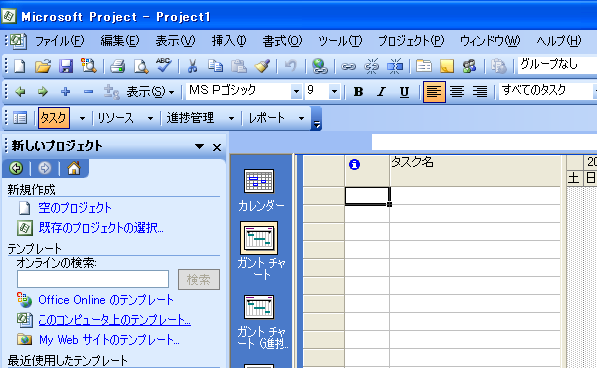 Microsoft Project - Project1
ファイル(F) 編集(E) 表示(V) 挿入(I) 書式(O) ツール(T) プロジェクト(P) ウィンドウ(W) ヘルプ(H)
グループなし
表示(S) MS Pゴシック 9 B I U すべてのタスク
タスク リソース 進捗管理 レポート
新しいプロジェクト
新規作成
空のプロジェクト
既存のプロジェクトの選択...
テンプレート
オンラインの検索:
検索
Office Online のテンプレート
このコンピュータ上のテンプレート...
My Web サイトのテンプレート...
最近使用したテンプレート
カレンダー
ガント チャ
ート
ガント チャ
ート (進捗..
タスク名
20
土 日